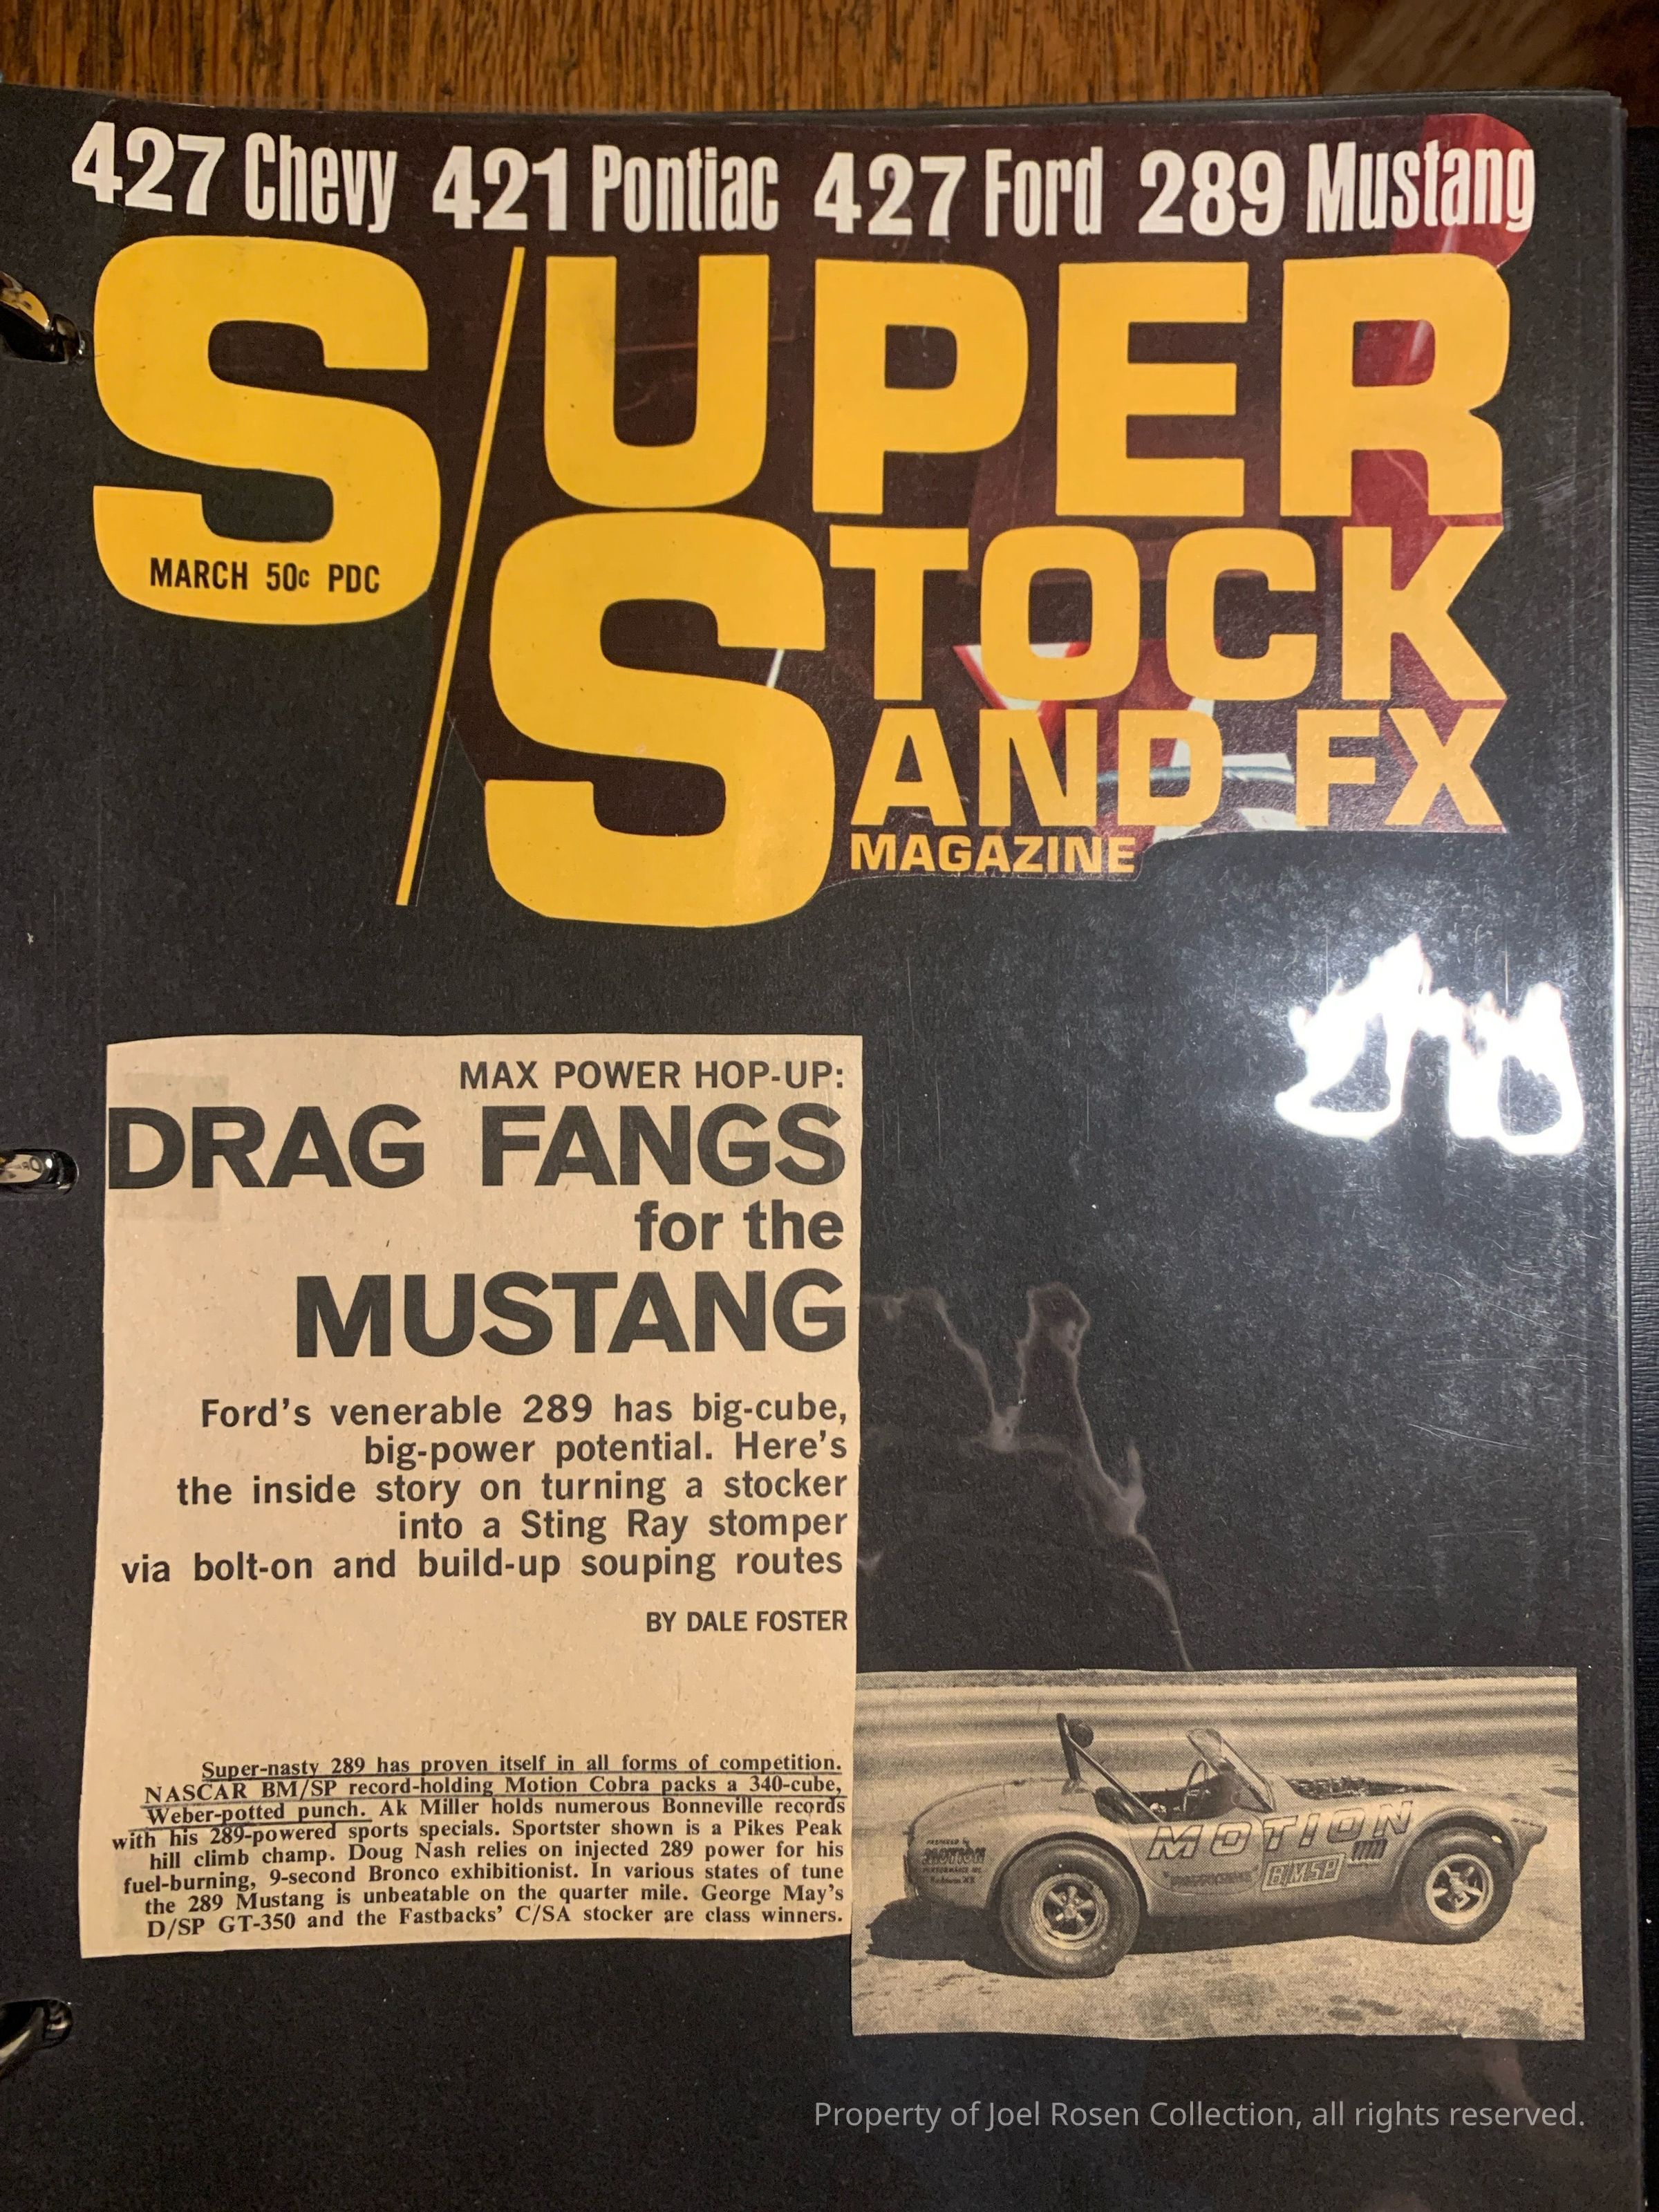 427 Chevy 421 Pontiac 427 Ford 289 Mustang
S/UPER
STOCK
AND FX
MAGAZINE
MARCH 50c PDC
MAX POWER HOP-UP:
DRAG FANGS
for the
MUSTANG
Ford's venerable 289 has big-cube,
big-power potential. Here's
the inside story on turning a stocker
into a Sting Ray stomper
via bolt-on and build-up souping routes
BY DALE FOSTER
Super-nasty 289 has proven itself in all forms of competition.
NASCAR BM/SP record-holding Motion Cobra packs a 340-cube,
Weber-potted punch. Ak Miller holds numerous Bonneville records
with his 289-powered sports specials. Sportster shown is a Pikes Peak
hill climb champ. Doug Nash relies on injected 289 power for his
fuel-burning, 9-second Bronco exhibitionist. In various states of tune
the 289 Mustang is unbeatable on the quarter mile. George May's
D/SP GT-350 and the Fastbacks' C/SA stocker are class winners.
MOTION
MOTION
BMSP
Property of Joel Rosen Collection, all rights reserved.